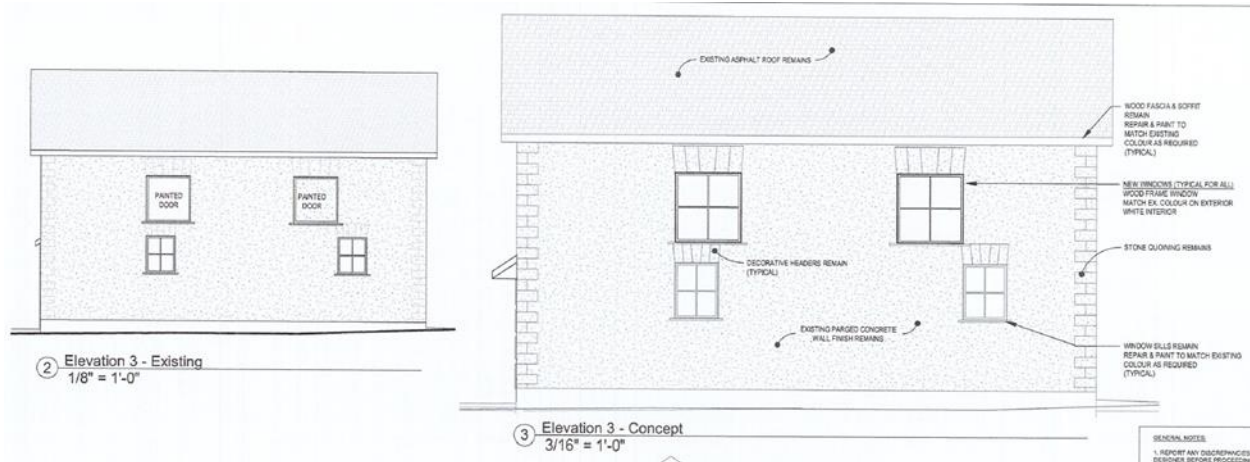 PAINTED
DOOR
PAINTED
DOOR
2 Elevation 3 - Existing
1/8" = 1'-0"
EXISTING ASPHALT ROOF REMAINS
WOOD FASCIA & SOFFIT
REMAIN
REPAIR & PAINT TO
MATCH EXISTING
COLOUR AS REQUIRED
(TYPICAL)
NEW WINDOWS (TYPICAL FOR ALL)
WOOD FRAME WINDOW
MATCH EX. COLOUR ON EXTERIOR
WHITE INTERIOR
STONE QUOINING REMAINS
DECORATIVE HEADERS REMAIN
(TYPICAL)
EXISTING PARGED CONCRETE
WALL FINISH REMAINS
WINDOW SILLS REMAIN
REPAIR & PAINT TO MATCH EXISTING
COLOUR AS REQUIRED
(TYPICAL)
3 Elevation 3 - Concept
3/16" = 1'-0"
GENERAL NOTES:
1. REPORT ANY DISCREPANCIES
DESIGNER BEFORE PROCEEDING